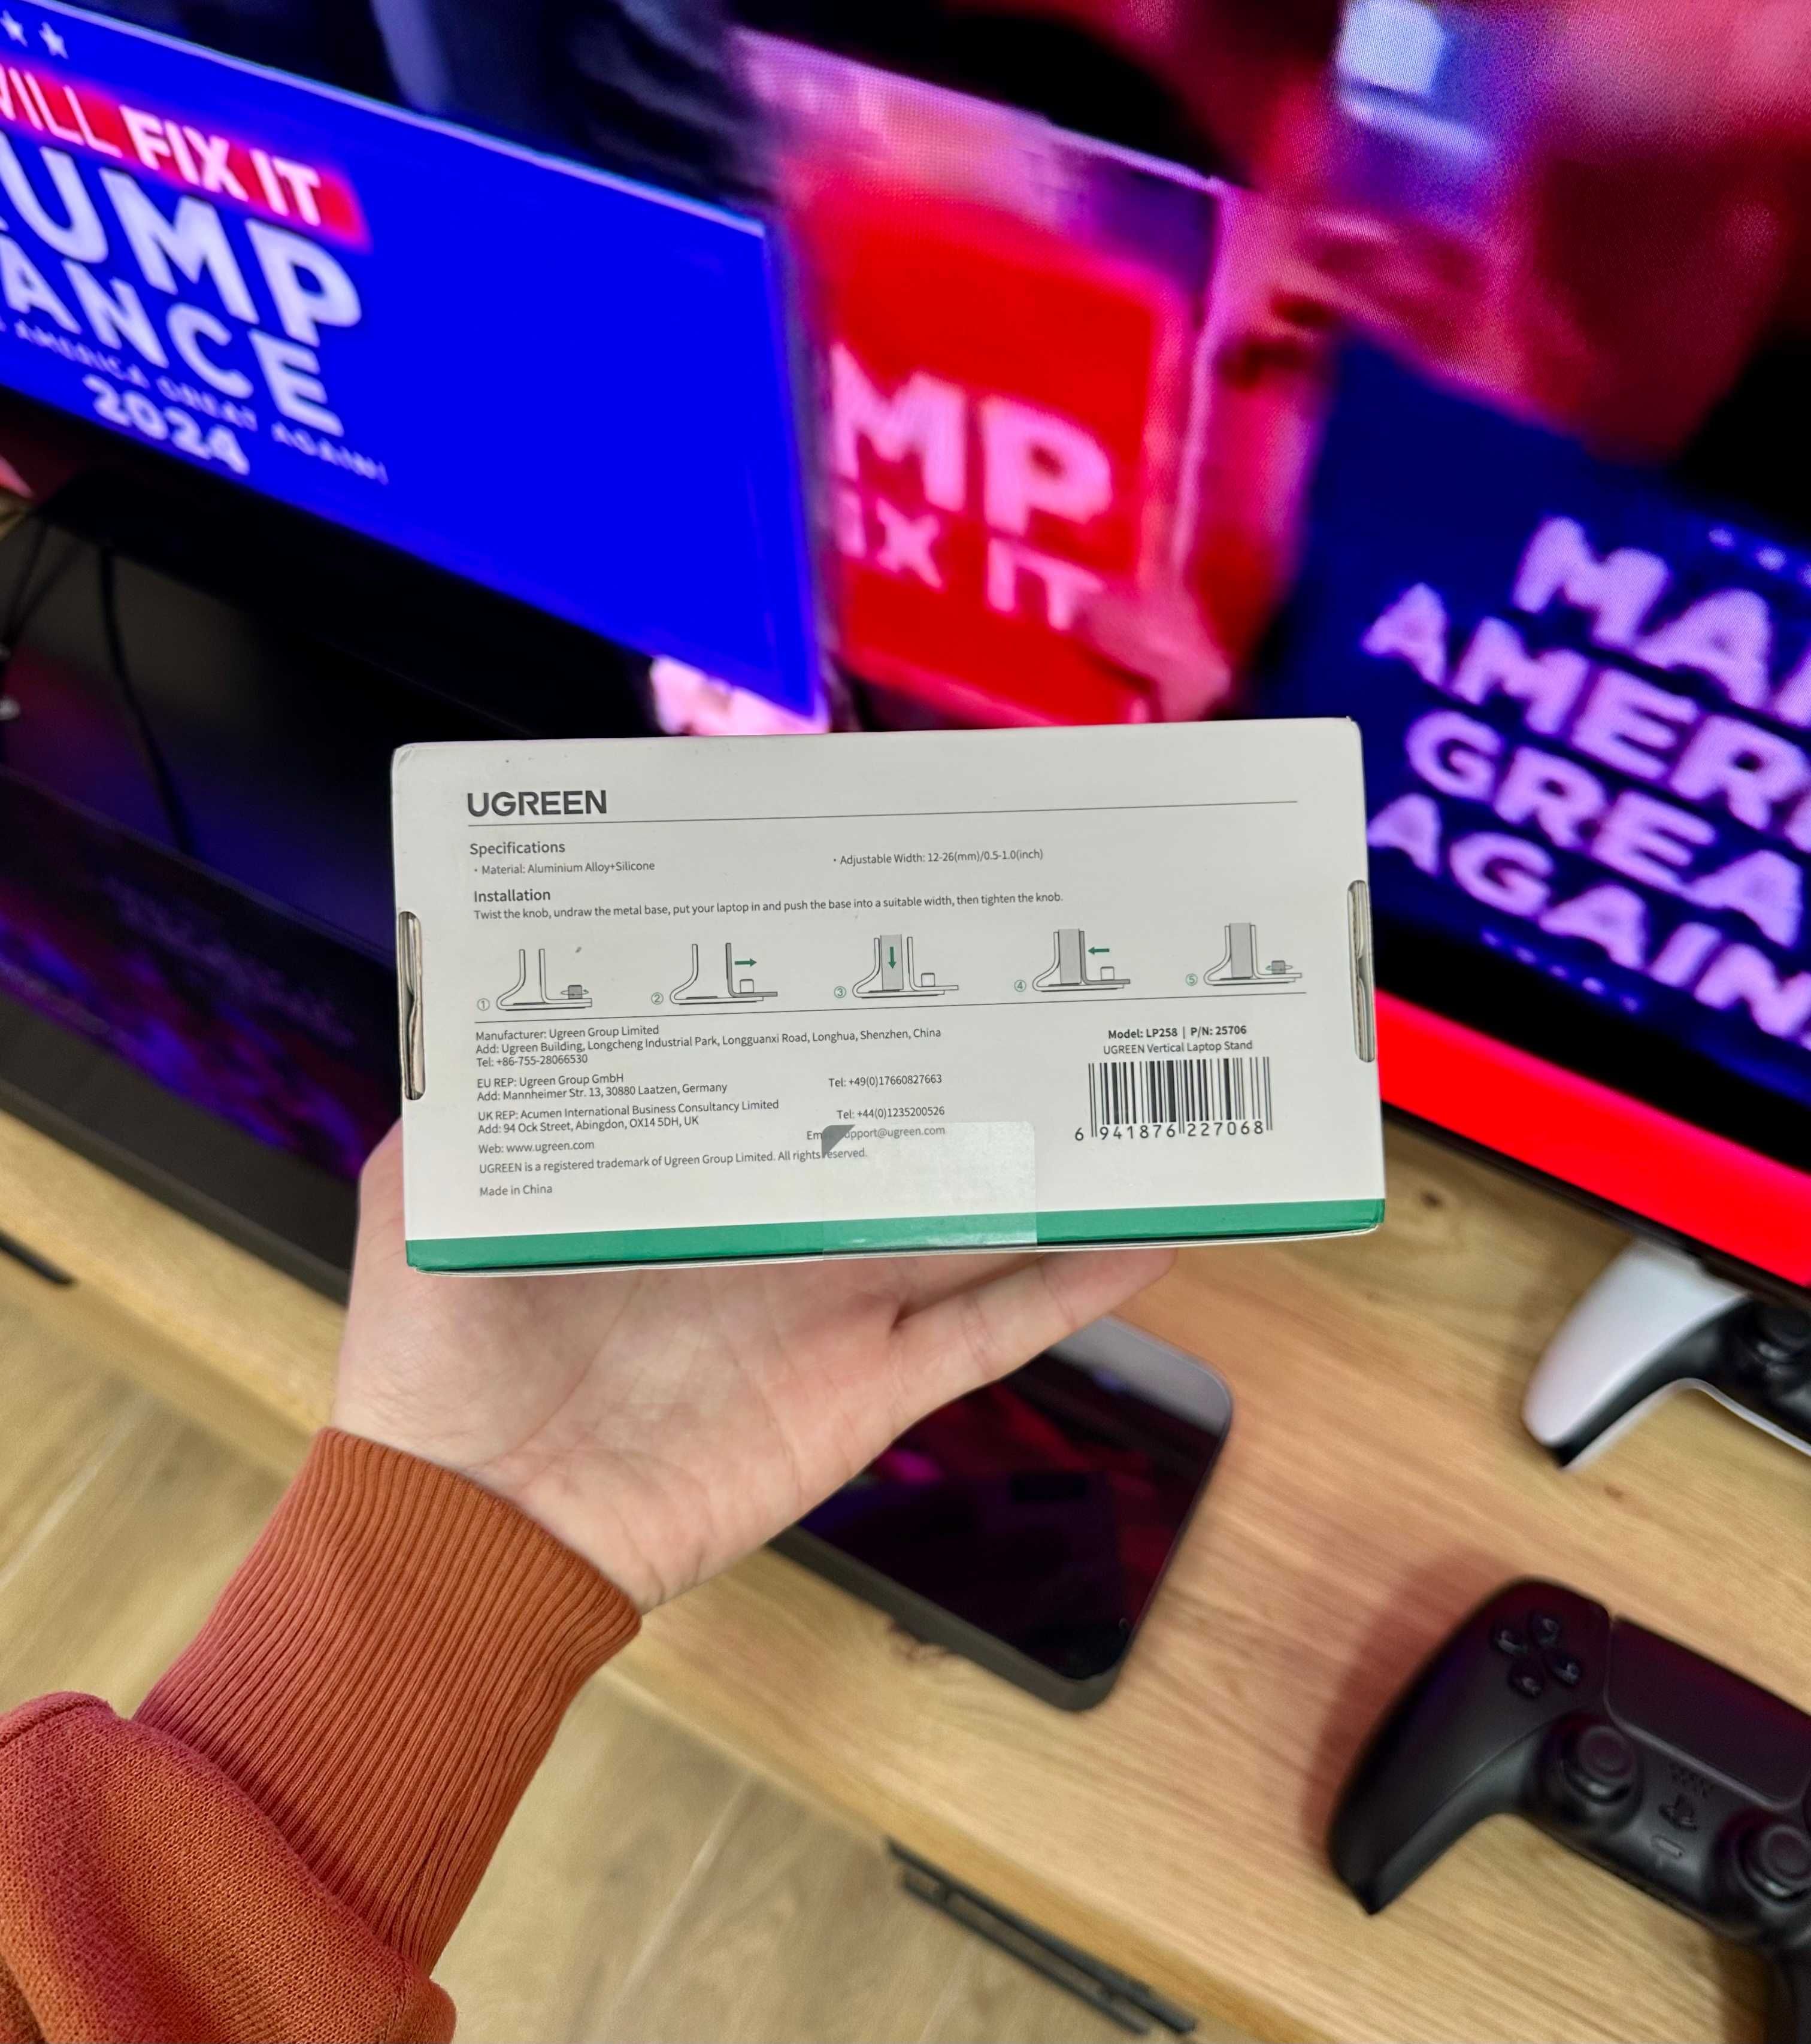 WILL FIX IT
UMP
ANCE
AMERICA GREAT AGAIN!
2024
MP
IX IT
MA
AMERI
GREA
AGAIN
UGREEN
Specifications
• Material: Aluminium Alloy+Silicone
• Adjustable Width: 12-26(mm)/0.5-1.0(inch)
Installation
Twist the knob, undraw the metal base, put your laptop in and push the base into a suitable width, then tighten the knob.
① ② ③ ④ ⑤
Manufacturer: Ugreen Group Limited
Add: Ugreen Building, Longcheng Industrial Park, Longguanxi Road, Longhua, Shenzhen, China
Tel: +86-755-28066530
EU REP: Ugreen Group GmbH
Tel: +49(0)17660827663
Add: Mannheimer Str. 13, 30880 Laatzen, Germany
UK REP: Acumen International Business Consultancy Limited
Tel: +44(0)1235200526
Add: 94 Ock Street, Abingdon, OX14 5DH, UK
Web: www.ugreen.com
UGREEN is a registered trademark of Ugreen Group Limited. All rights reserved.
Made in China
Model: LP258 | P/N: 25706
UGREEN Vertical Laptop Stand
6 941876 227068